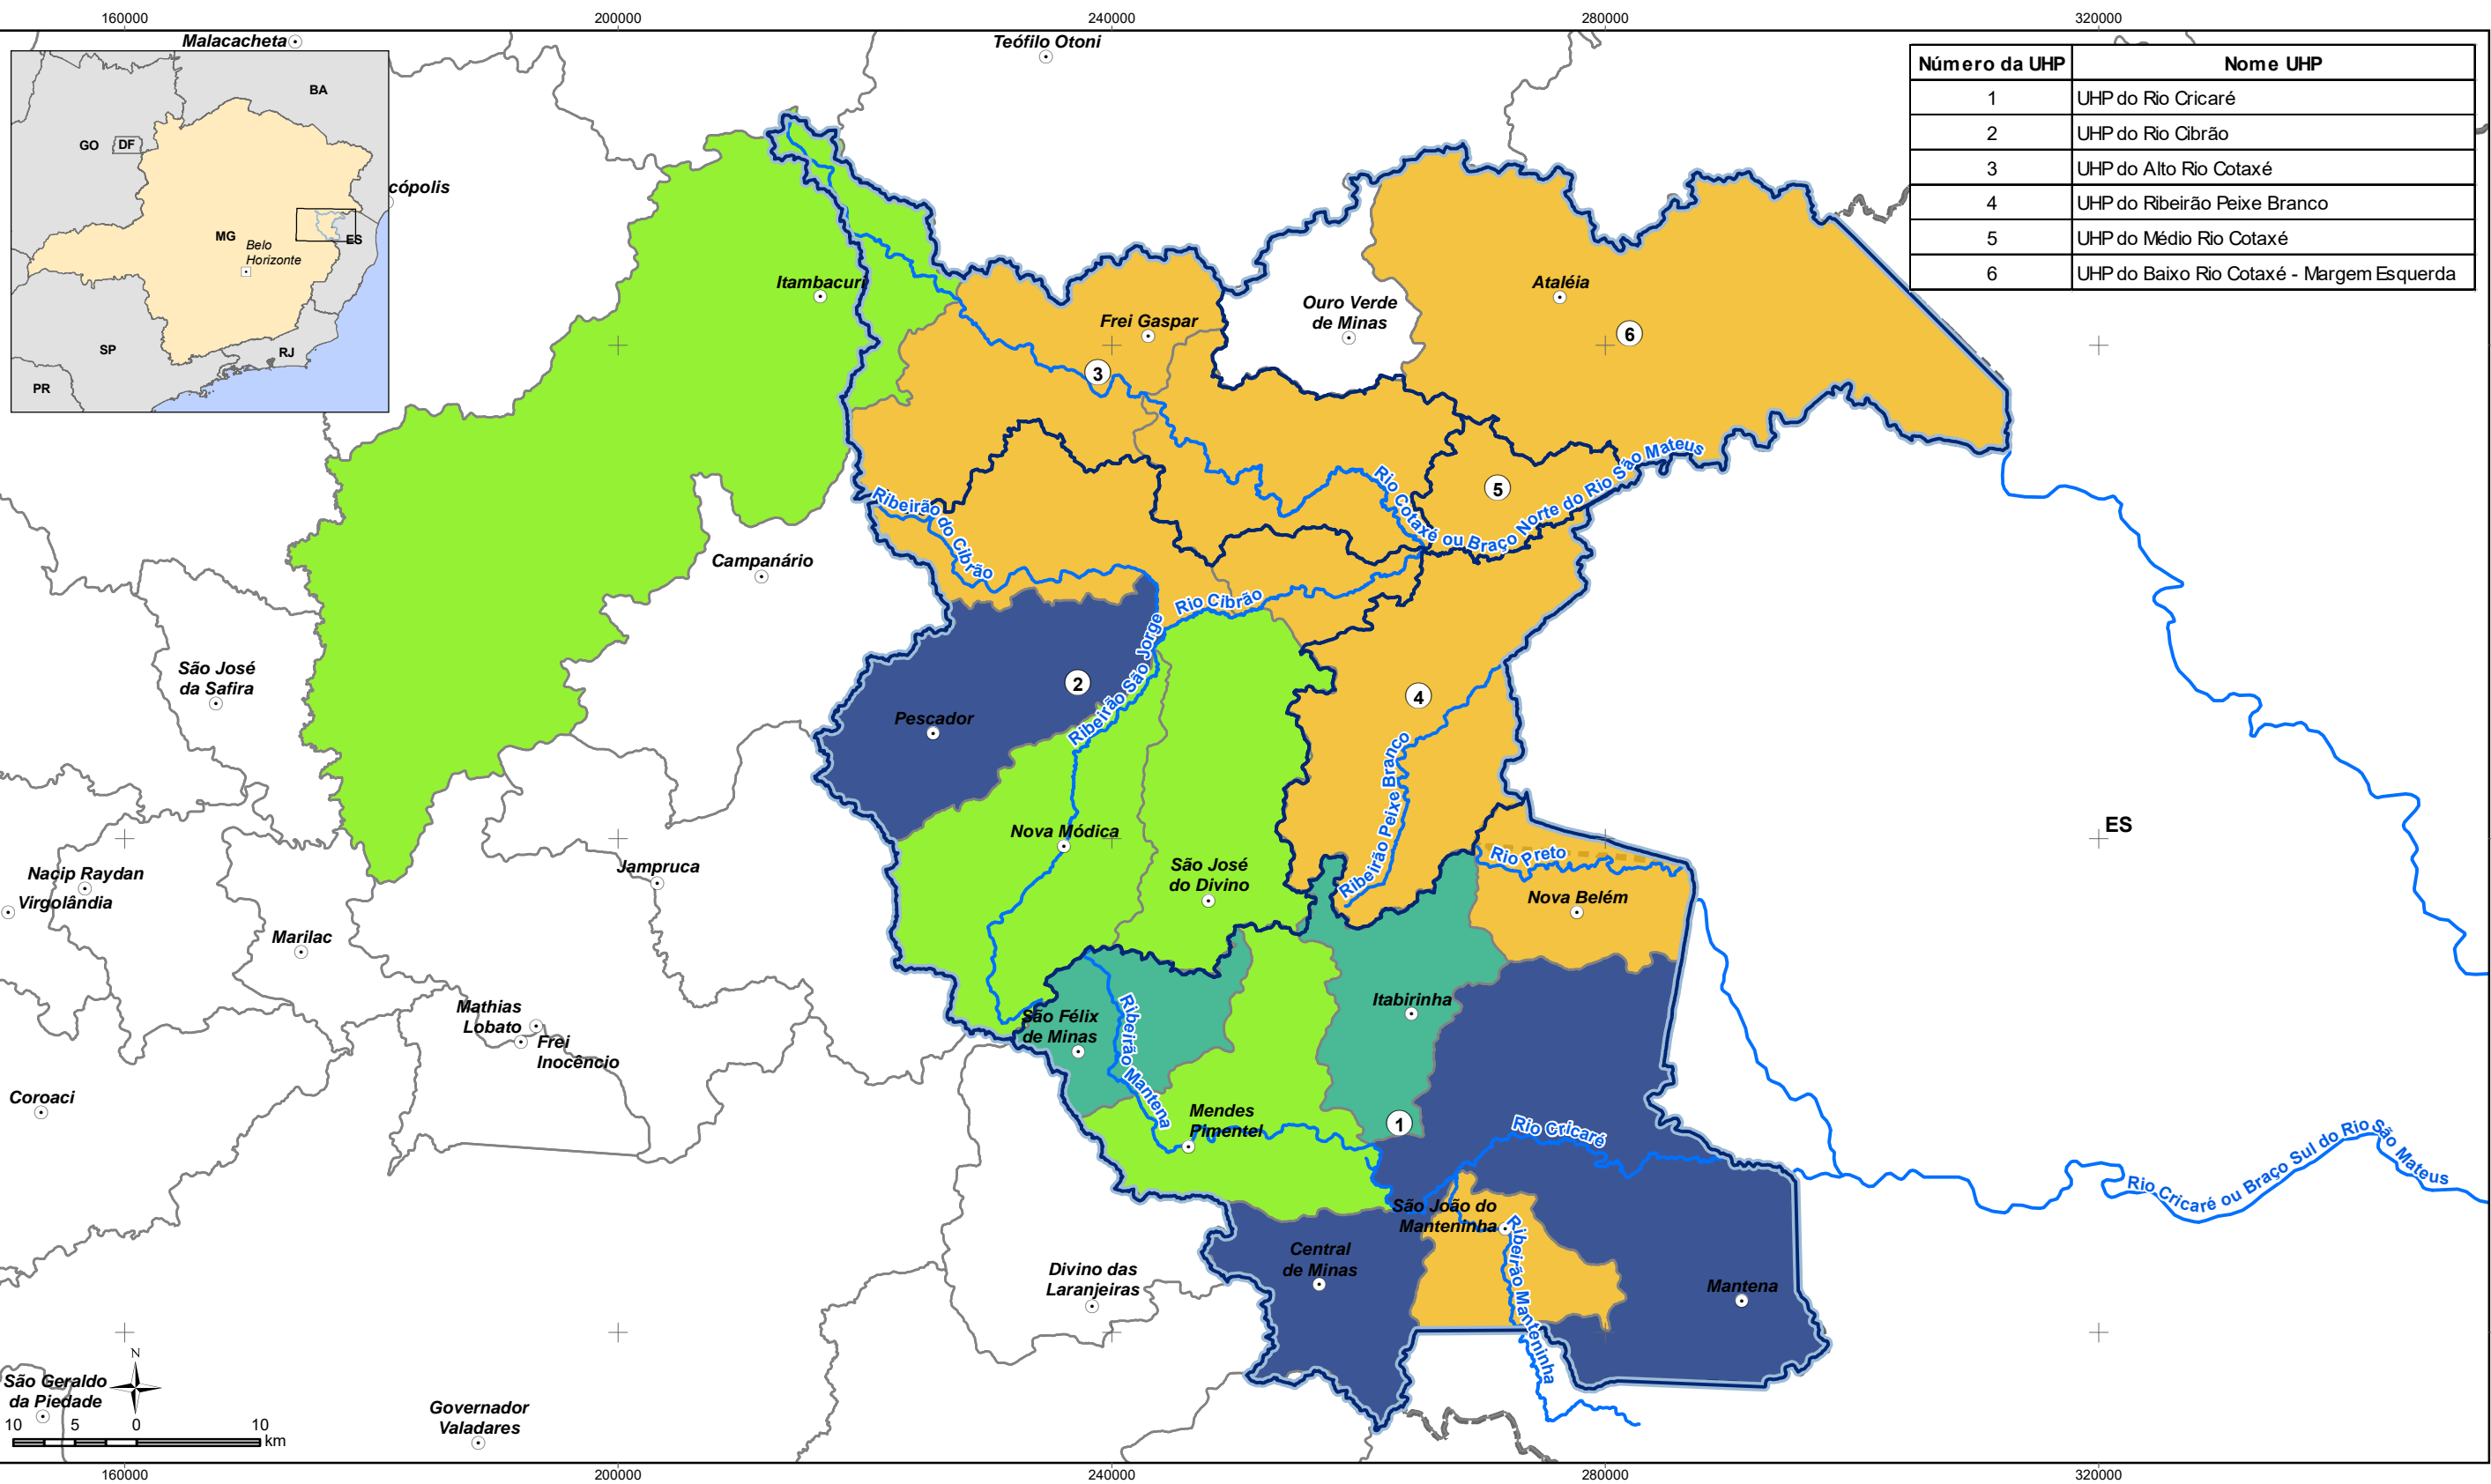 160000
200000
240000
280000
320000
Malacacheta
Teófilo Otoni
Número da UHP
Nome UHP
1
UHP do Rio Cricaré
2
UHP do Rio Cibrão
3
UHP do Alto Rio Cotaxé
4
UHP do Ribeirão Peixe Branco
5
UHP do Médio Rio Cotaxé
6
UHP do Baixo Rio Cotaxé - Margem Esquerda
BA
GO
DF
MG
Belo
Horizonte
ES
SP
RJ
PR
cópolis
Itambacuri
Frei Gaspar
Ouro Verde
de Minas
Ataléia
6
3
5
Ribeirão do Cibrão
Rio Cotaxé ou Braço Norte do Rio São Mateus
Campanário
Rio Cibrão
São José
da Safira
Ribeirão São Jorge
2
4
Pescador
Ribeirão Peixe Branco
Nova Módica
ES
Rio Preto
São José
do Divino
Nova Belém
Jampruca
Nacip Raydan
Virgolândia
Marilac
Itabirinha
Mathias
Lobato
Frei
Inocêncio
São Félix
de Minas
Ribeirão Mantena
Coroaci
Mendes
Pimentel
1
Rio Cricaré
Rio Cricaré ou Braço Sul do Rio São Mateus
São João do
Manteninha
Ribeirão Manteninha
Central
de Minas
Divino das
Laranjeiras
Mantena
N
São Geraldo
da Piedade
Governador
Valadares
10
5
0
10
km
160000
200000
240000
280000
320000